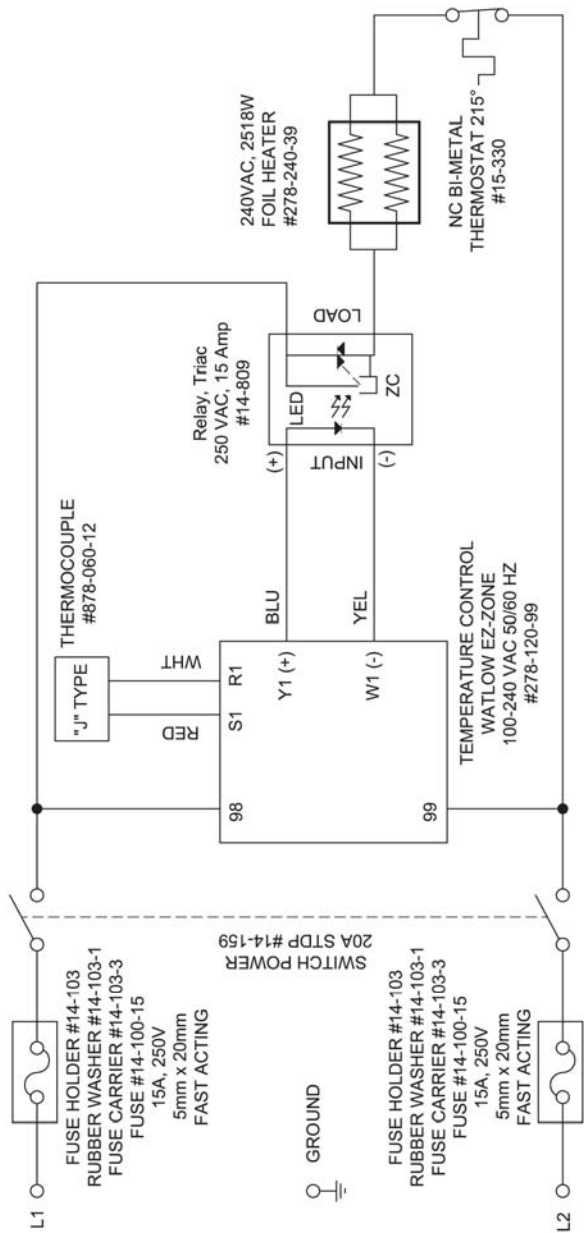 L1
FUSE HOLDER #14-103
RUBBER WASHER #14-103-1
FUSE CARRIER #14-103-3
FUSE #14-100-15
15A, 250V
5mm x 20mm
FAST ACTING
GROUND
L2
FUSE HOLDER #14-103
RUBBER WASHER #14-103-1
FUSE CARRIER #14-103-3
FUSE #14-100-15
15A, 250V
5mm x 20mm
FAST ACTING
SWITCH POWER
20A STDP #14-159
THERMOCOUPLE
#878-060-12
"J" TYPE
RED
WHT
98
S1
R1
Y1 (+)
W1 (-)
99
TEMPERATURE CONTROL
WATLOW EZ-ZONE
100-240 VAC 50/60 HZ
#278-120-99
BLU
YEL
Relay, Triac
250 VAC, 15 Amp
#14-809
(+)
INPUT
(-)
LED
ZC
LOAD
240VAC, 2518W
FOIL HEATER
#278-240-39
NC BI-METAL
THERMOSTAT 215°
#15-330